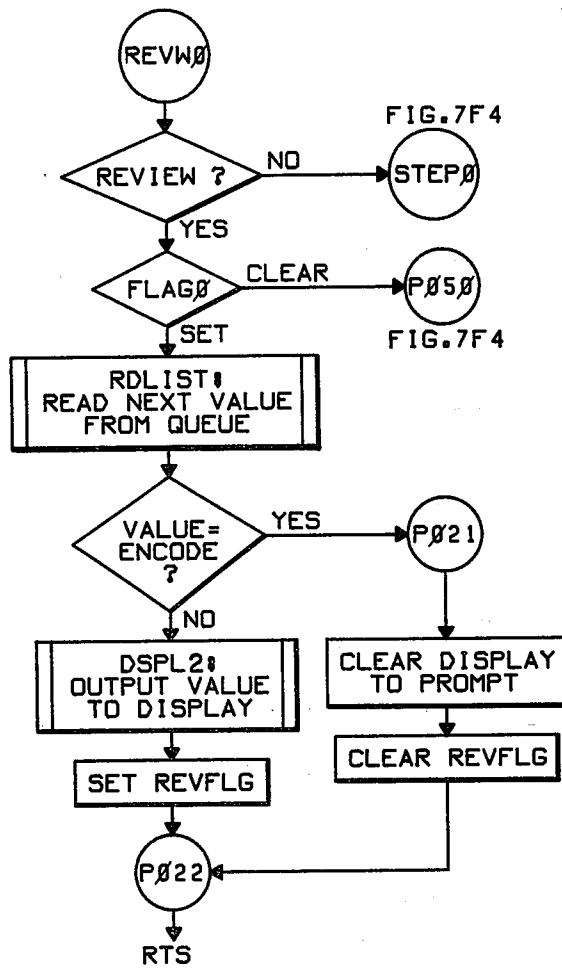 REVWØ
FIG.7F4
REVIEW ?
NO
STEPØ
YES
FLAGØ
CLEAR
PØ5Ø
FIG.7F4
SET
RDLIST:
READ NEXT VALUE
FROM QUEUE
VALUE=
ENCODE
?
YES
PØ21
NO
DSPL2:
OUTPUT VALUE
TO DISPLAY
CLEAR DISPLAY
TO PROMPT
SET REVFLG
CLEAR REVFLG
PØ22
RTS